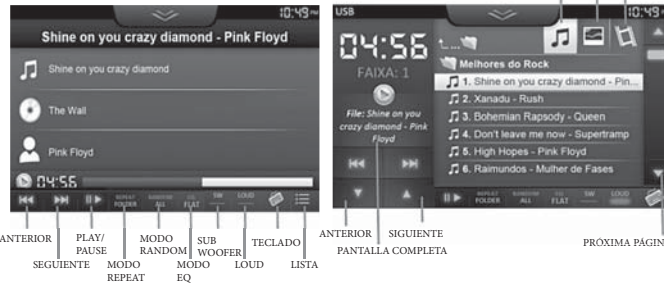 10:49 PM
Shine on you crazy diamond - Pink Floyd
Shine on you crazy diamond
The Wall
Pink Floyd
04:56
REPEAT FOLDER
RANDOM ALL
EQ FLAT
SW
LOUD
ANTERIOR
SEGUIENTE
PLAY/
PAUSE
MODO
REPEAT
MODO
RANDOM
MODO
EQ
SUB
WOOFER
LOUD
TECLADO
LISTA
USB
10:49
04:56
FAIXA: 1
File: Shine on you
crazy diamond - Pink
Floyd
...
Melhores do Rock
1. Shine on you crazy diamond - Pin...
2. Xanadu - Rush
3. Bohemian Rapsody - Queen
4. Don't leave me now - Supertramp
5. High Hopes - Pink Floyd
6. Raimundos - Mulher de Fases
REPEAT FOLDER
RANDOM ALL
EQ FLAT
SW
LOUD
ANTERIOR
SIGUIENTE
PANTALLA COMPLETA
PRÓXIMA PÁGIN